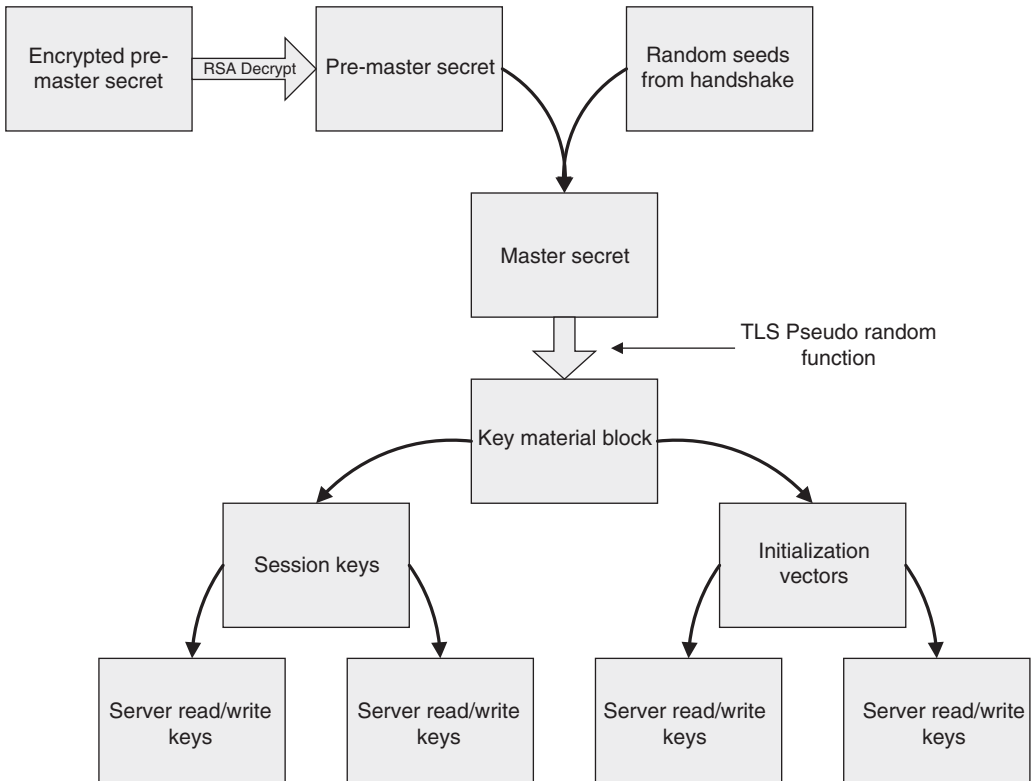 Encrypted pre-
master secret
RSA Decrypt
Pre-master secret
Random seeds
from handshake
Master secret
TLS Pseudo random
function
Key material block
Session keys
Initialization
vectors
Server read/write
keys
Server read/write
keys
Server read/write
keys
Server read/write
keys